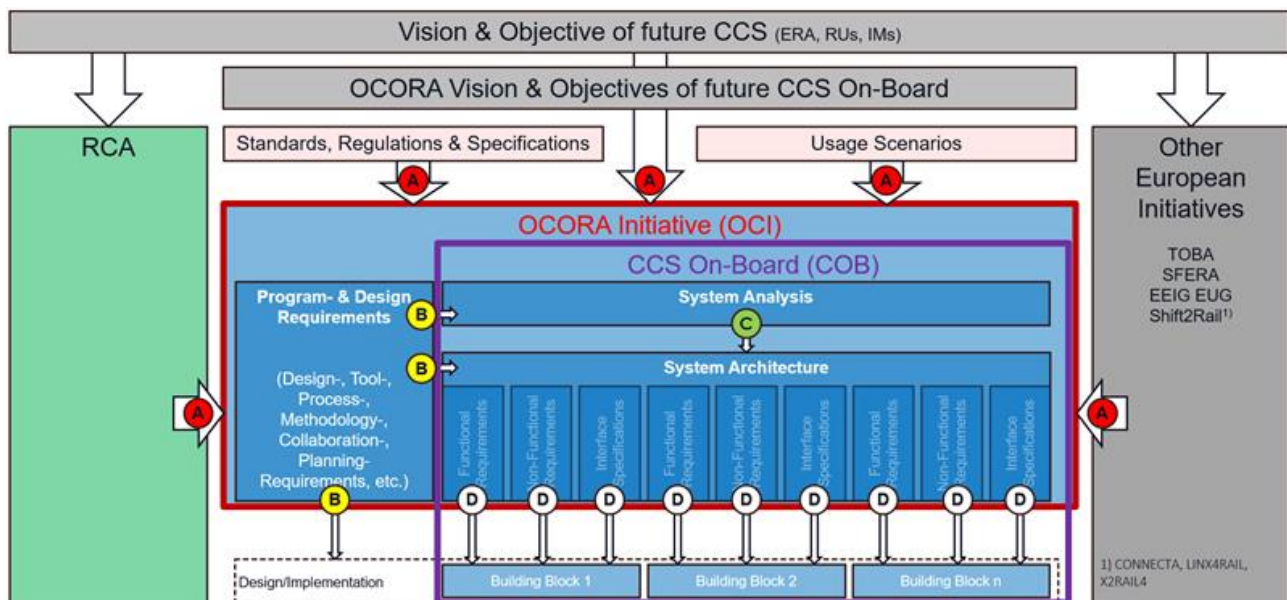 Vision & Objective of future CCS (ERA, RUs, IMs)
OCORA Vision & Objectives of future CCS On-Board
RCA
Standards, Regulations & Specifications
Usage Scenarios
Other
European
Initiatives
TOBA
SFERA
EEIG EUG
Shift2Rail¹⁾
A
A
A
OCORA Initiative (OCI)
CCS On-Board (COB)
Program- & Design
Requirements
B
System Analysis
C
B
System Architecture
(Design-, Tool-,
Process-,
Methodology-,
Collaboration-,
Planning-
Requirements, etc.)
A
A
Functional
Requirements
Non-Functional
Requirements
Interface
Specifications
Functional
Requirements
Non-Functional
Requirements
Interface
Specifications
Functional
Requirements
Non-Functional
Requirements
Interface
Specifications
B
D
D
D
D
D
D
D
D
D
Design/Implementation
Building Block 1
Building Block 2
Building Block n
1) CONNECTA, LINX4RAIL,
X2RAIL4